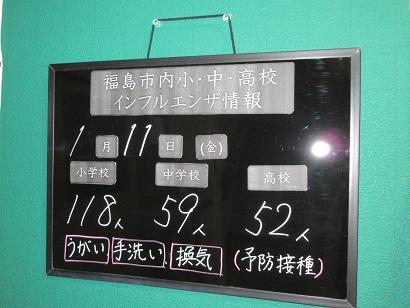 福島市内小・中・高校
インフルエンザ情報
1月11日(金)
小学校 中学校 高校
118人 59人 52人
うがい 手洗い 換気 (予防接種)